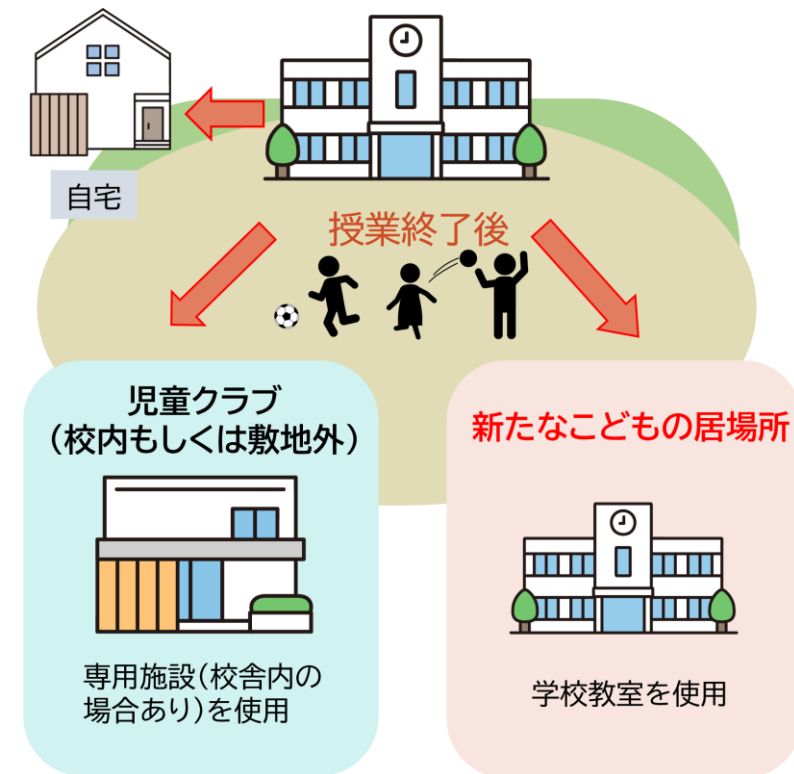 自宅
授業終了後
児童クラブ
（校内もしくは敷地外）
専用施設（校舎内の
場合あり）を使用
新たなこどもの居場所
学校教室を使用